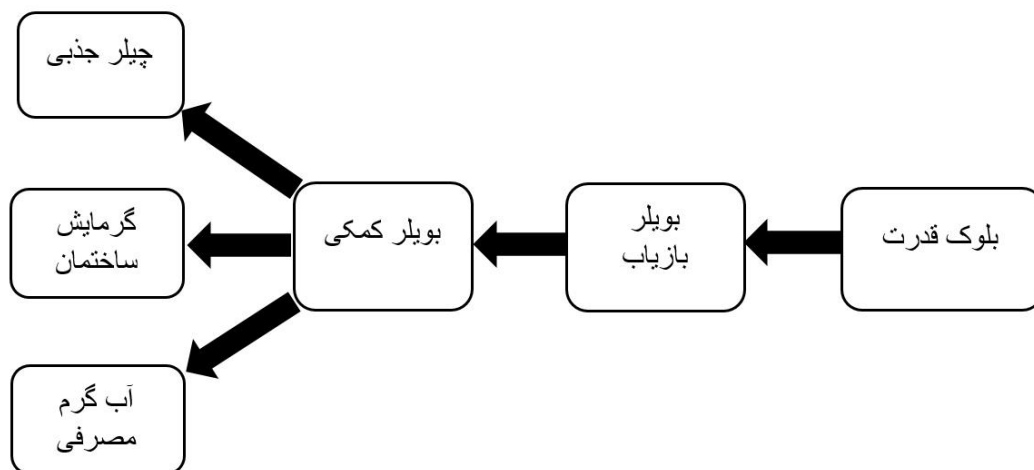 بلوک قدرت
بویلر
بازیاب
بویلر کمکی
چیلر جذبی
گرمایش
ساختمان
آب گرم
مصرفی